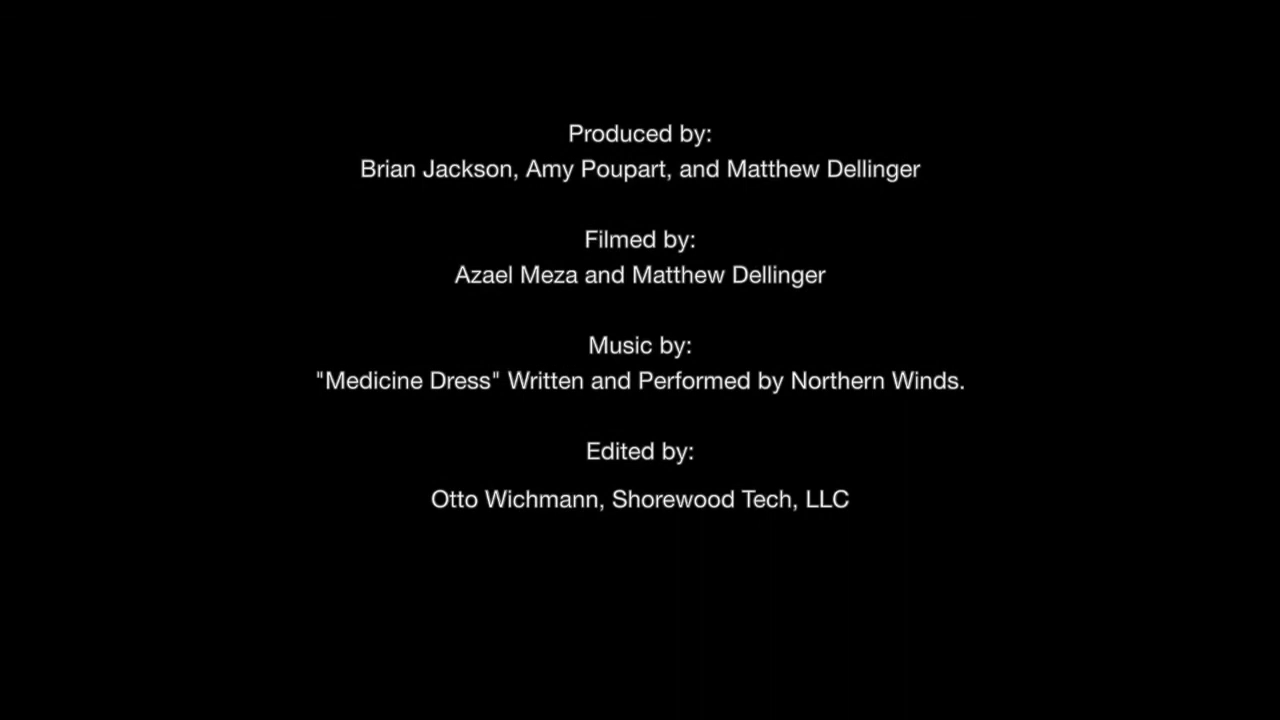 Produced by:
Brian Jackson, Amy Poupart, and Matthew Dellinger
Filmed by:
Azael Meza and Matthew Dellinger
Music by:
"Medicine Dress" Written and Performed by Northern Winds.
Edited by:
Otto Wichmann, Shorewood Tech, LLC